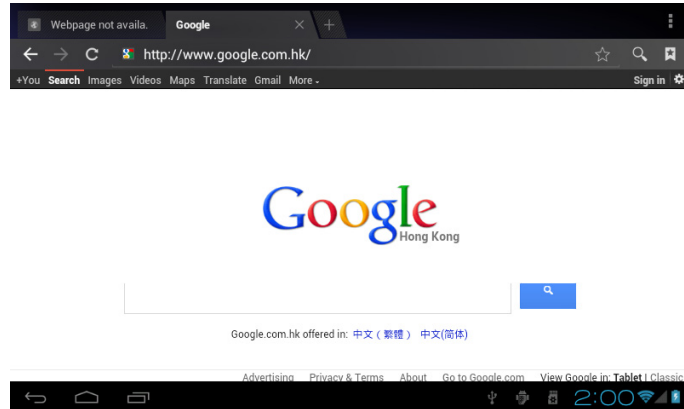 Webpage not availa. Google
http://www.google.com.hk/
+You Search Images Videos Maps Translate Gmail More
Sign in
Google
Hong Kong
Google.com.hk offered in: 中文（繁體） 中文(简体)
Advertising Privacy & Terms About Go to Google.com View Google in: Tablet | Classic
2:00